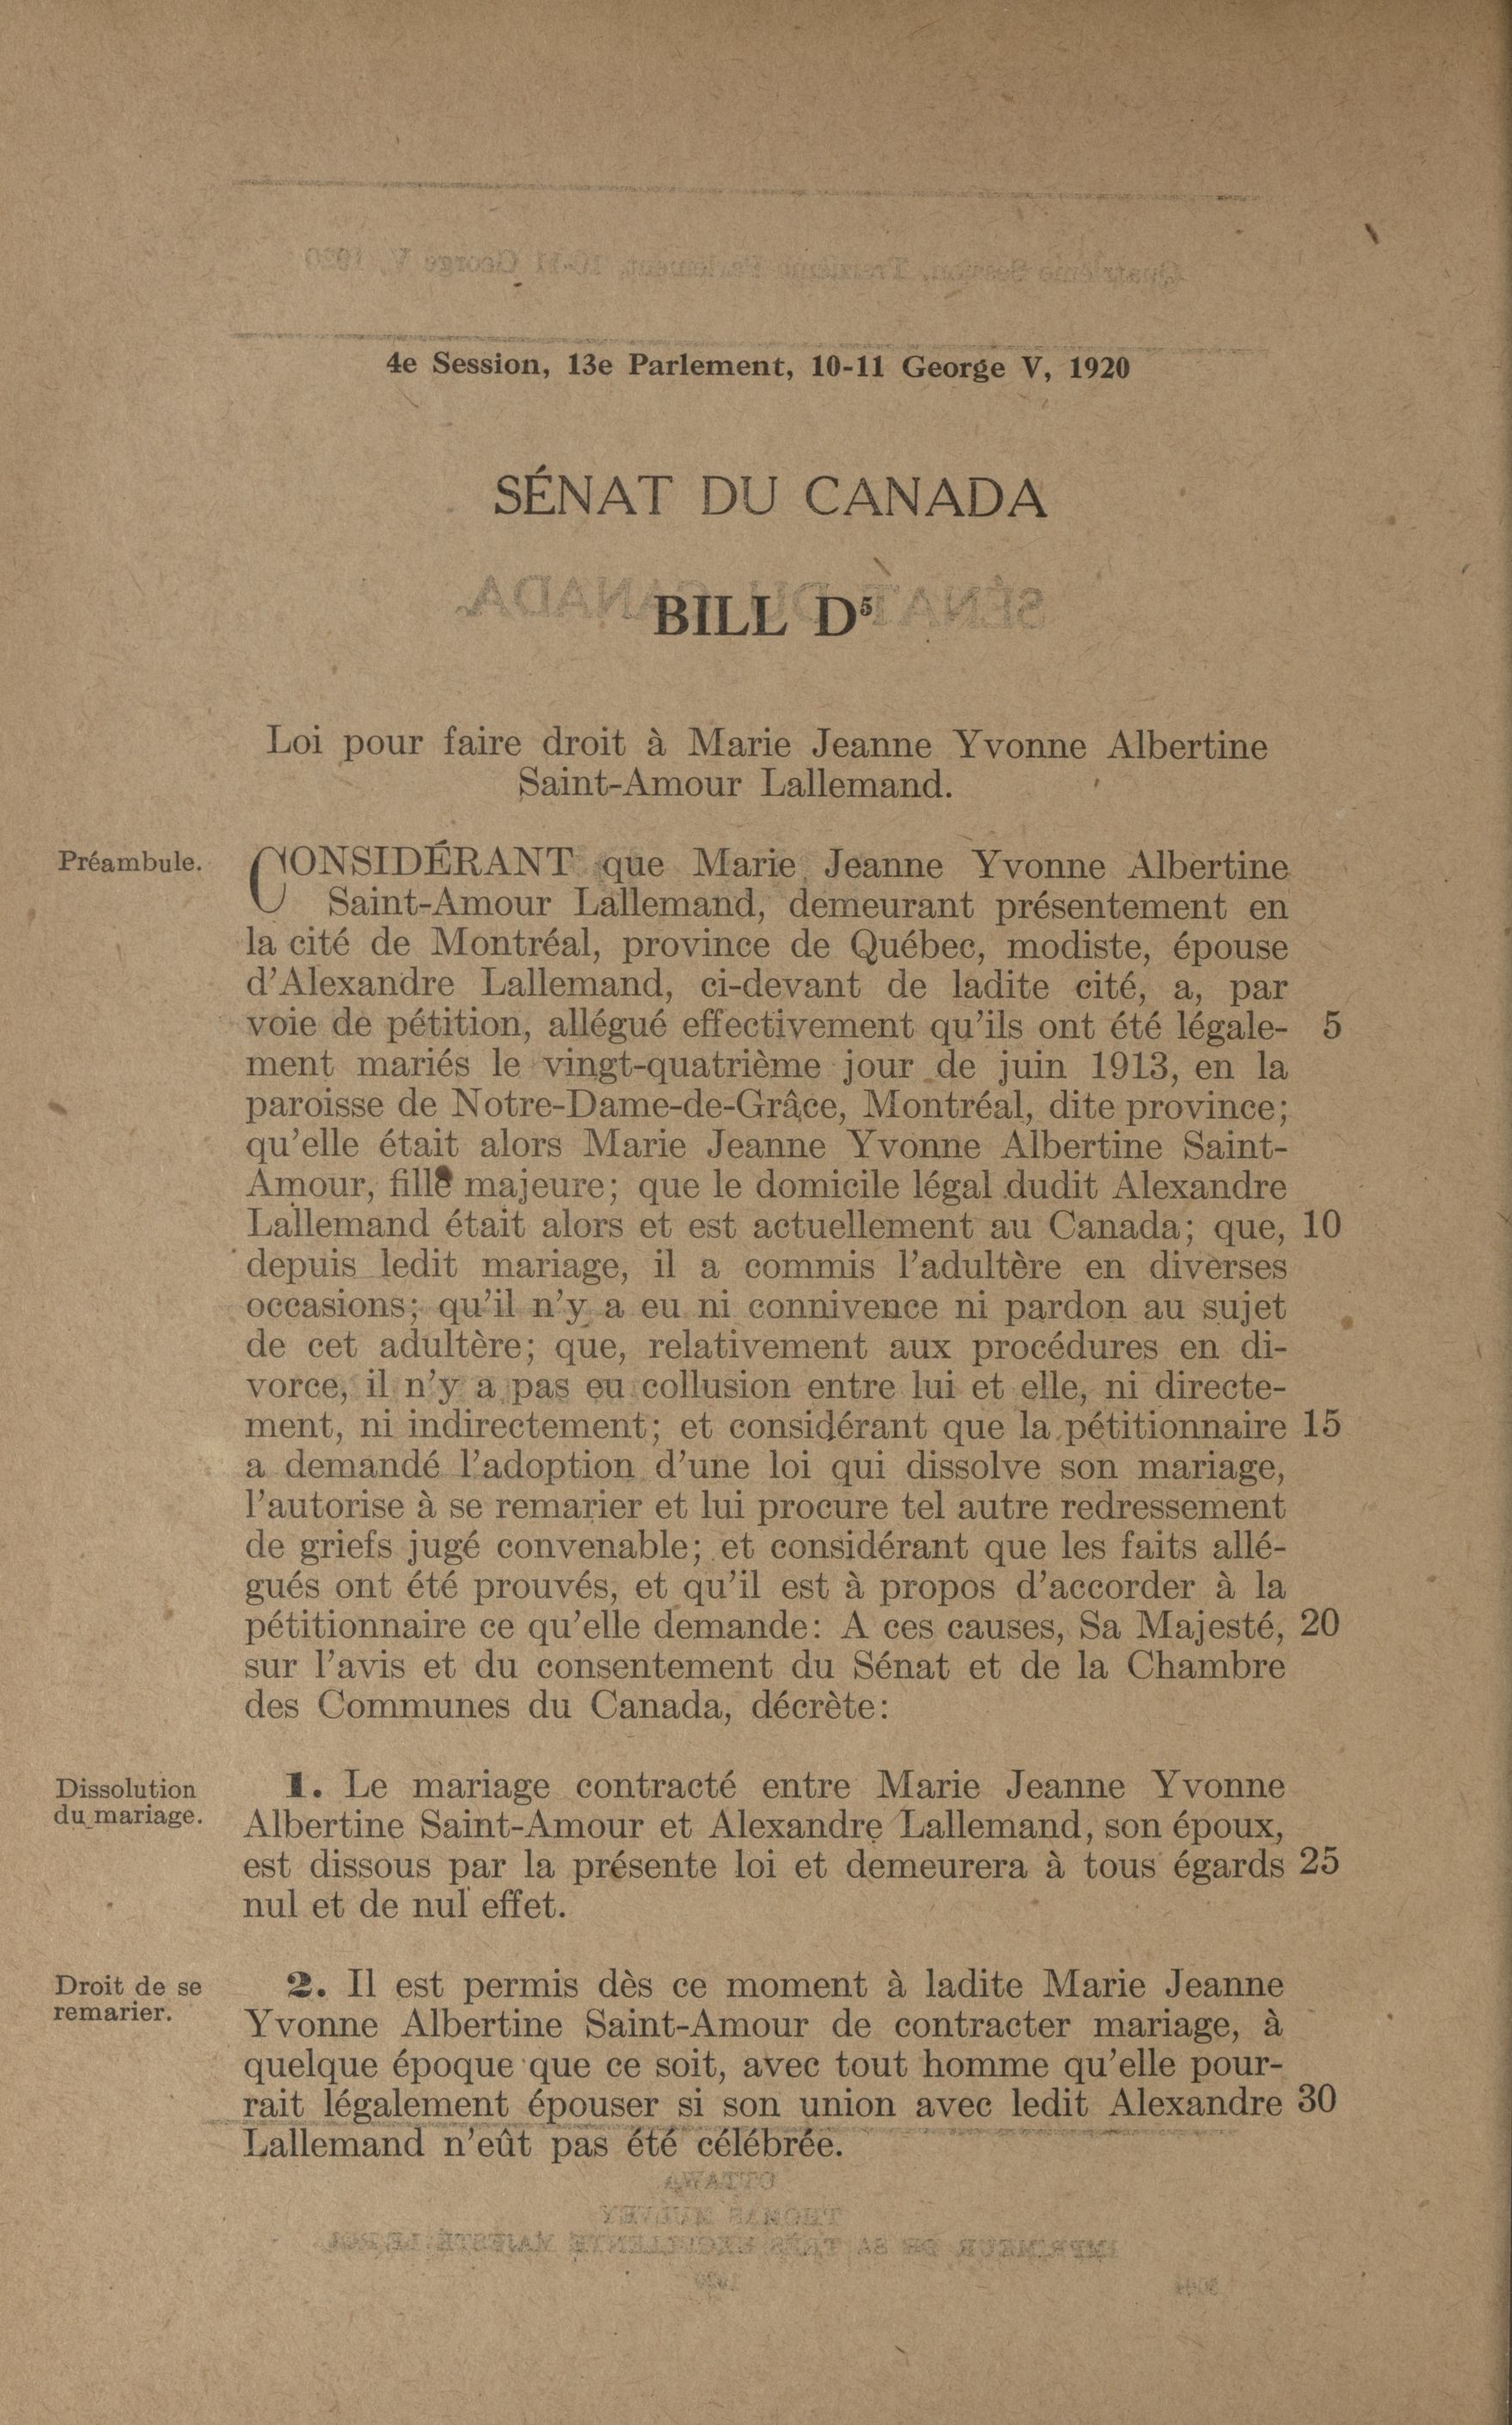 4e Session, 13e Parlement, 10-11 George V, 1920
SÉNAT DU CANADA
BILL D⁵
Loi pour faire droit à Marie Jeanne Yvonne Albertine
Saint-Amour Lallemand.
Préambule.
CONSIDÉRANT que Marie Jeanne Yvonne Albertine
Saint-Amour Lallemand, demeurant présentement en
la cité de Montréal, province de Québec, modiste, épouse
d'Alexandre Lallemand, ci-devant de ladite cité, a, par
voie de pétition, allégué effectivement qu'ils ont été légale- 5
ment mariés le vingt-quatrième jour de juin 1913, en la
paroisse de Notre-Dame-de-Grâce, Montréal, dite province;
qu'elle était alors Marie Jeanne Yvonne Albertine Saint-
Amour, fille majeure; que le domicile légal dudit Alexandre
Lallemand était alors et est actuellement au Canada; que, 10
depuis ledit mariage, il a commis l'adultère en diverses
occasions; qu'il n'y a eu ni connivence ni pardon au sujet
de cet adultère; que, relativement aux procédures en di-
vorce, il n'y a pas eu collusion entre lui et elle, ni directe-
ment, ni indirectement; et considérant que la pétitionnaire 15
a demandé l'adoption d'une loi qui dissolve son mariage,
l'autorise à se remarier et lui procure tel autre redressement
de griefs jugé convenable; et considérant que les faits allé-
gués ont été prouvés, et qu'il est à propos d'accorder à la
pétitionnaire ce qu'elle demande: A ces causes, Sa Majesté, 20
sur l'avis et du consentement du Sénat et de la Chambre
des Communes du Canada, décrète:
Dissolution
du mariage.
1. Le mariage contracté entre Marie Jeanne Yvonne
Albertine Saint-Amour et Alexandre Lallemand, son époux,
est dissous par la présente loi et demeurera à tous égards 25
nul et de nul effet.
Droit de se
remarier.
2. Il est permis dès ce moment à ladite Marie Jeanne
Yvonne Albertine Saint-Amour de contracter mariage, à
quelque époque que ce soit, avec tout homme qu'elle pour-
rait légalement épouser si son union avec ledit Alexandre 30
Lallemand n'eût pas été célébrée.